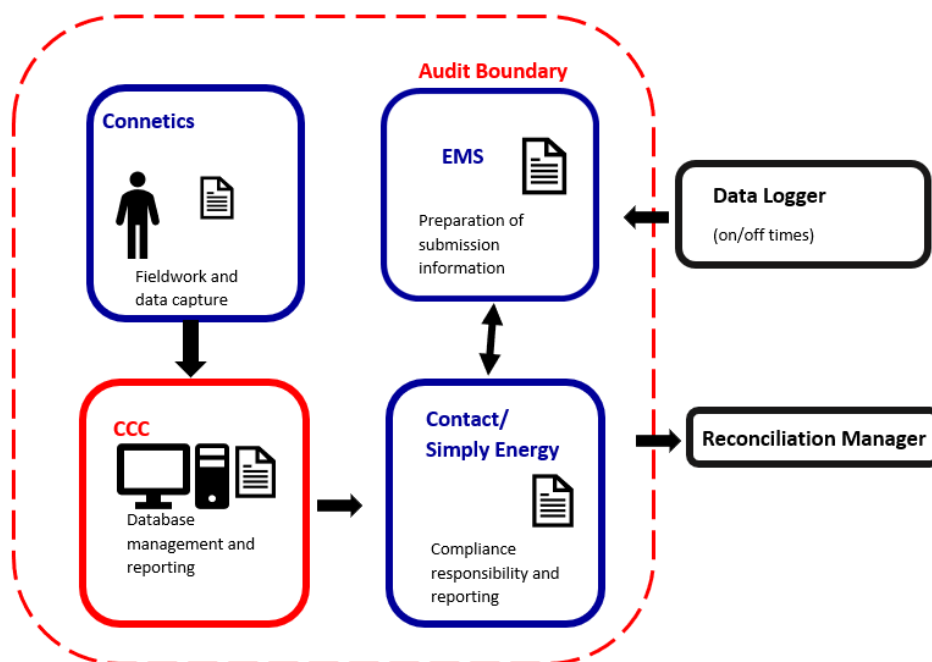 Audit Boundary
Connetics
Fieldwork and
data capture
EMS
Preparation of
submission
information
Data Logger
(on/off times)
CCC
Database
management and
reporting
Contact/
Simply Energy
Compliance
responsibility and
reporting
Reconciliation Manager